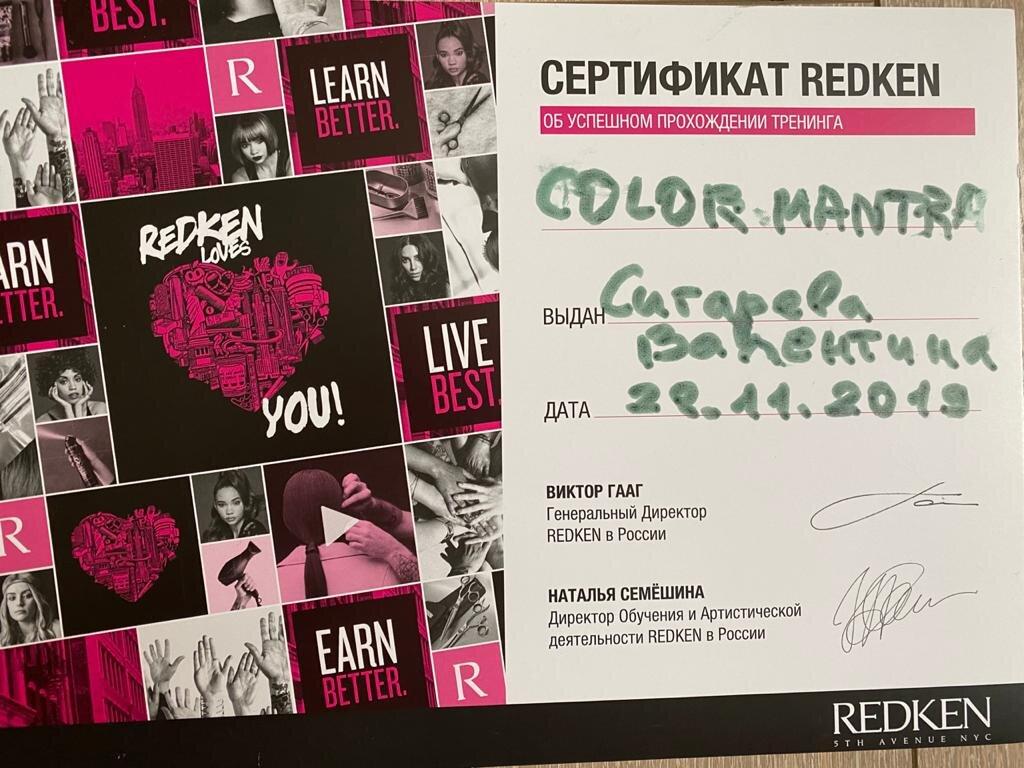 BEST.
R
LEARN
BETTER.
REDKEN
LOVES
YOU!
ARN
TTER.
LIVE
BEST.
R
EARN
BETTER.
R
СЕРТИФИКАТ REDKEN
ОБ УСПЕШНОМ ПРОХОЖДЕНИИ ТРЕНИНГА
COLOR MANTRA
ВЫДАН Сигарева
Валентина
ДАТА 22.11.2019
ВИКТОР ГААГ
Генеральный Директор
REDKEN в России
НАТАЛЬЯ СЕМЁШИНА
Директор Обучения и Артистической
деятельности REDKEN в России
REDKEN
5TH AVENUE NYC